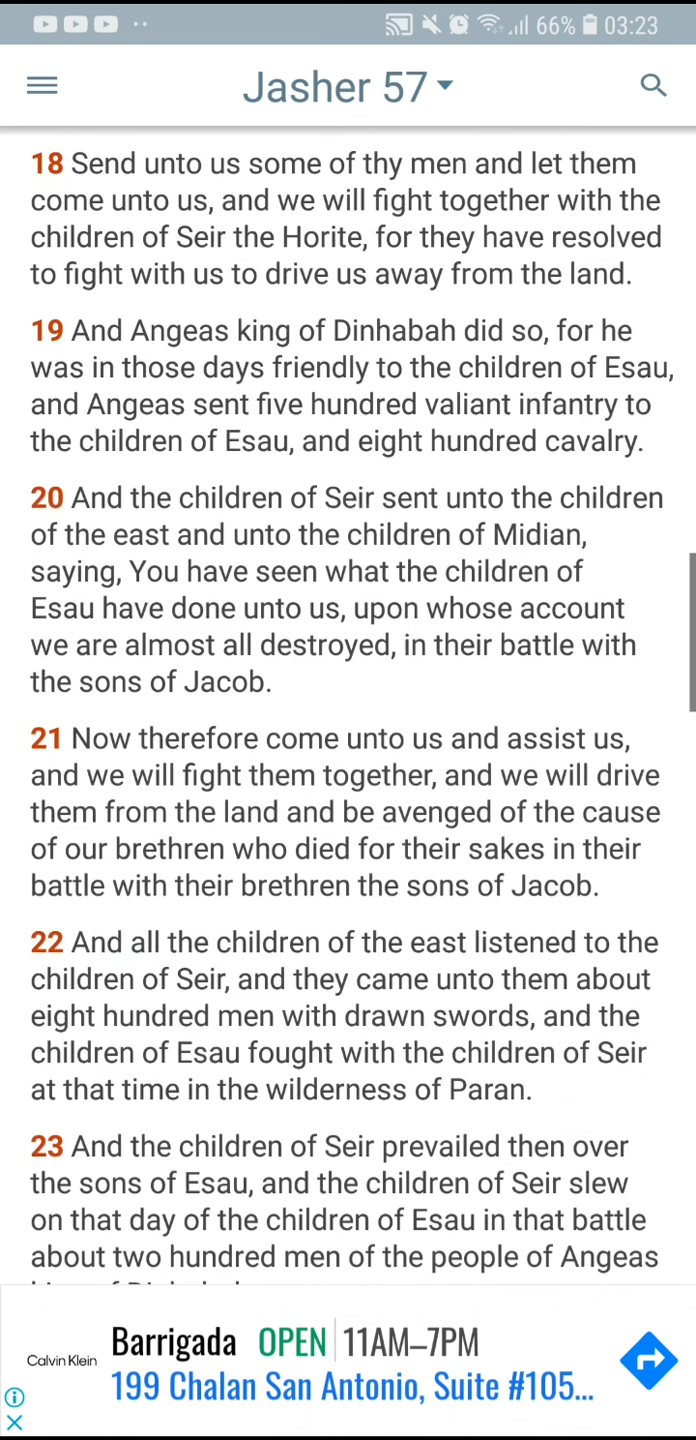 66% 03:23
Jasher 57
18 Send unto us some of thy men and let them
come unto us, and we will fight together with the
children of Seir the Horite, for they have resolved
to fight with us to drive us away from the land.
19 And Angeas king of Dinhabah did so, for he
was in those days friendly to the children of Esau,
and Angeas sent five hundred valiant infantry to
the children of Esau, and eight hundred cavalry.
20 And the children of Seir sent unto the children
of the east and unto the children of Midian,
saying, You have seen what the children of
Esau have done unto us, upon whose account
we are almost all destroyed, in their battle with
the sons of Jacob.
21 Now therefore come unto us and assist us,
and we will fight them together, and we will drive
them from the land and be avenged of the cause
of our brethren who died for their sakes in their
battle with their brethren the sons of Jacob.
22 And all the children of the east listened to the
children of Seir, and they came unto them about
eight hundred men with drawn swords, and the
children of Esau fought with the children of Seir
at that time in the wilderness of Paran.
23 And the children of Seir prevailed then over
the sons of Esau, and the children of Seir slew
on that day of the children of Esau in that battle
about two hundred men of the people of Angeas
Calvin Klein
Barrigada OPEN 11AM–7PM
199 Chalan San Antonio, Suite #105...